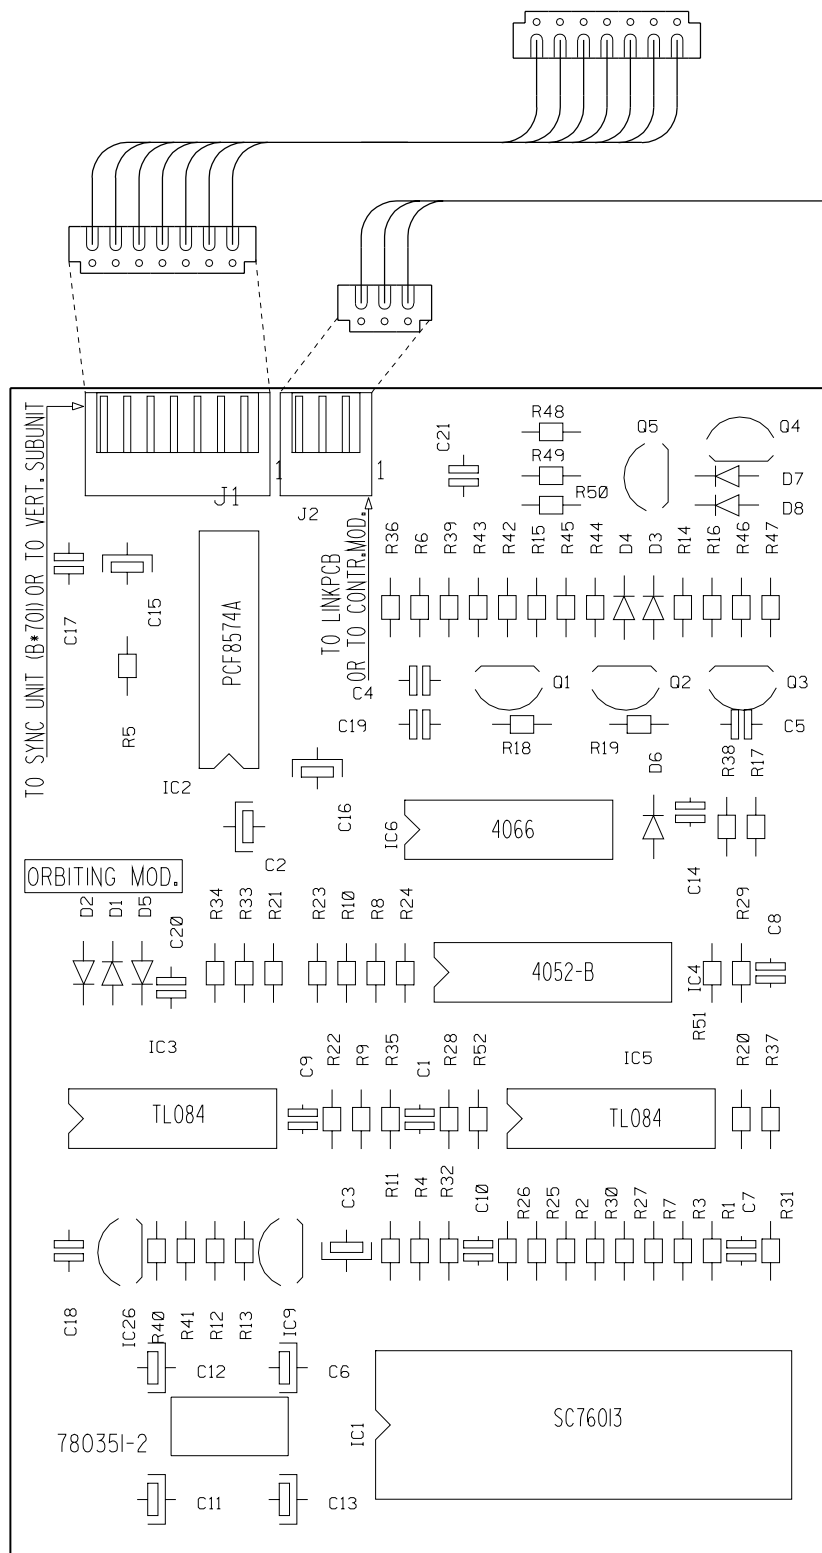 R48
Q5
Q4
C21
R49
D7
R50
D8
1
1
J1
J2
TO SYNC UNIT (B*701) OR TO VERT. SUBUNIT
TO LINKPCB
OR TO CONTR.MOD.
R36
R6
R39
R43
R42
R15
R45
R44
D4
D3
R14
R16
R46
R47
C17
C15
PCF8574A
R5
C4
Q1
Q2
Q3
C19
R18
R19
C5
IC2
D6
R38
R17
C16
IC6
4066
C2
C14
ORBITING MOD.
D2
D1
D5
C20
R34
R33
R21
R23
R10
R8
R24
R29
C8
4052-B
IC4
R51
IC3
C9
R22
R9
R35
C1
R28
R52
IC5
R20
R37
TL084
TL084
C3
R11
R4
R32
C10
R26
R25
R2
R30
R27
R7
R3
R1
C7
R31
C18
IC26
R40
R41
R12
R13
IC9
C12
C6
780351-2
IC1
SC76013
C11
C13